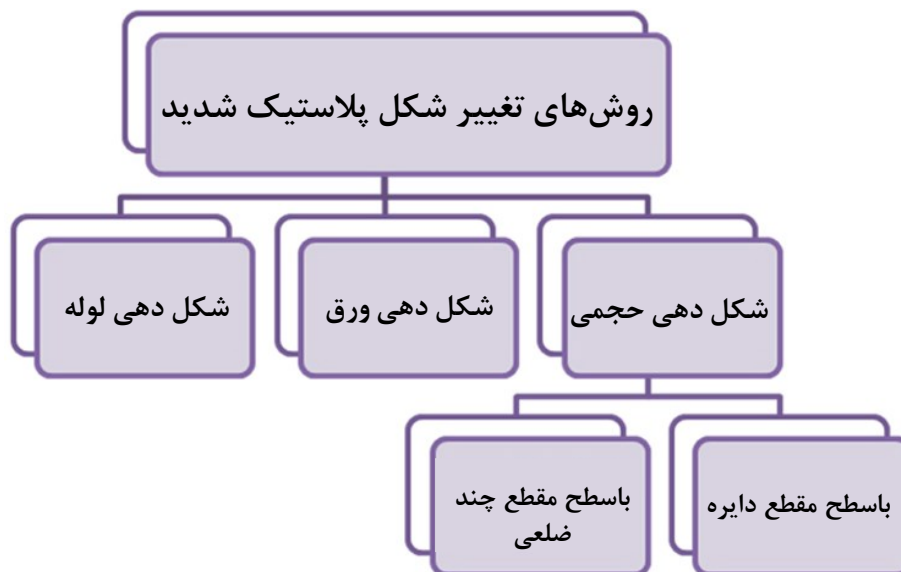 روش‌های تغییر شکل پلاستیک شدید
شکل دهی حجمی
شکل دهی ورق
شکل دهی لوله
باسطح مقطع دایره
باسطح مقطع چند
ضلعی